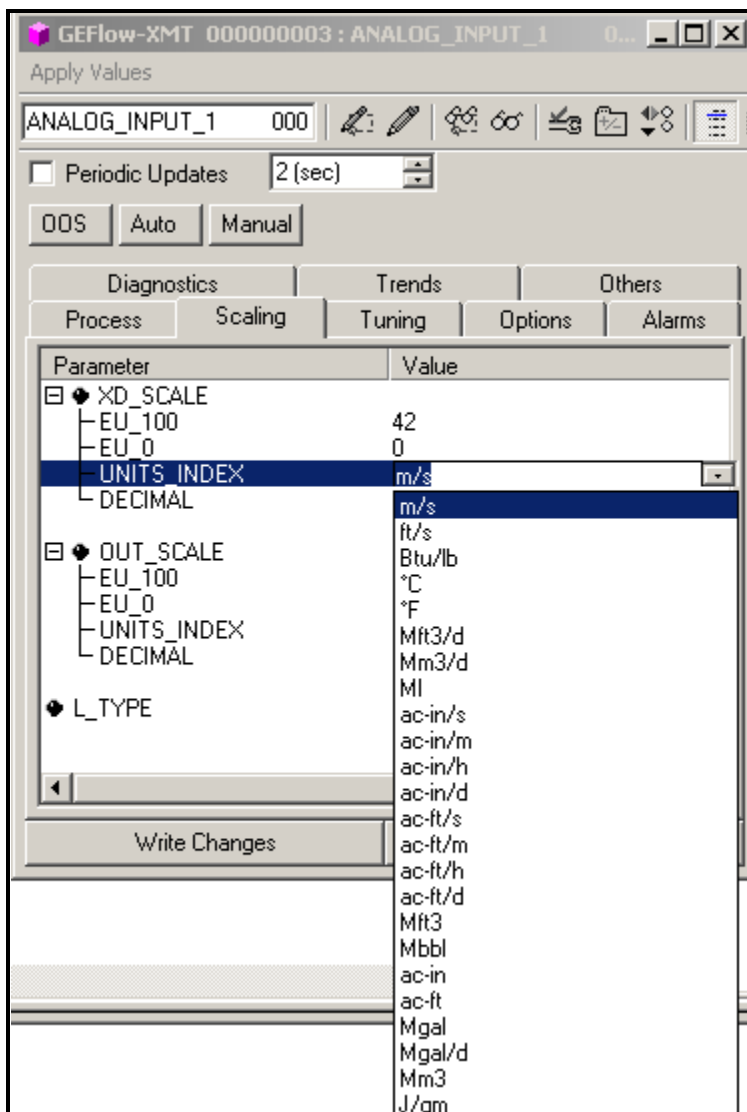 GEFlow-XMT 000000003 : ANALOG_INPUT_1 0...
Apply Values
ANALOG_INPUT_1 000
Periodic Updates 2 (sec)
OOS Auto Manual
Diagnostics Trends Others
Process Scaling Tuning Options Alarms
Parameter Value
XD_SCALE
EU_100 42
EU_0 0
UNITS_INDEX m/s
DECIMAL
OUT_SCALE
EU_100
EU_0
UNITS_INDEX
DECIMAL
L_TYPE
m/s
ft/s
Btu/lb
°C
°F
Mft3/d
Mm3/d
Ml
ac-in/s
ac-in/m
ac-in/h
ac-in/d
ac-ft/s
ac-ft/m
ac-ft/h
ac-ft/d
Mft3
Mbbl
ac-in
ac-ft
Mgal
Mgal/d
Mm3
J/gm
Write Changes